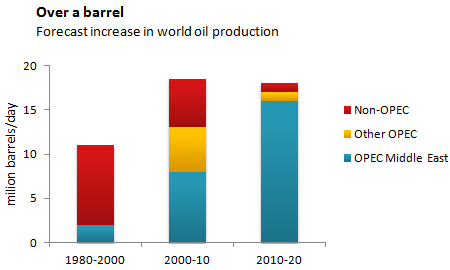 Over a barrel
Forecast increase in world oil production
milion barrels/day
20
15
10
5
0
1980-2000
2000-10
2010-20
Non-OPEC
Other OPEC
OPEC Middle East